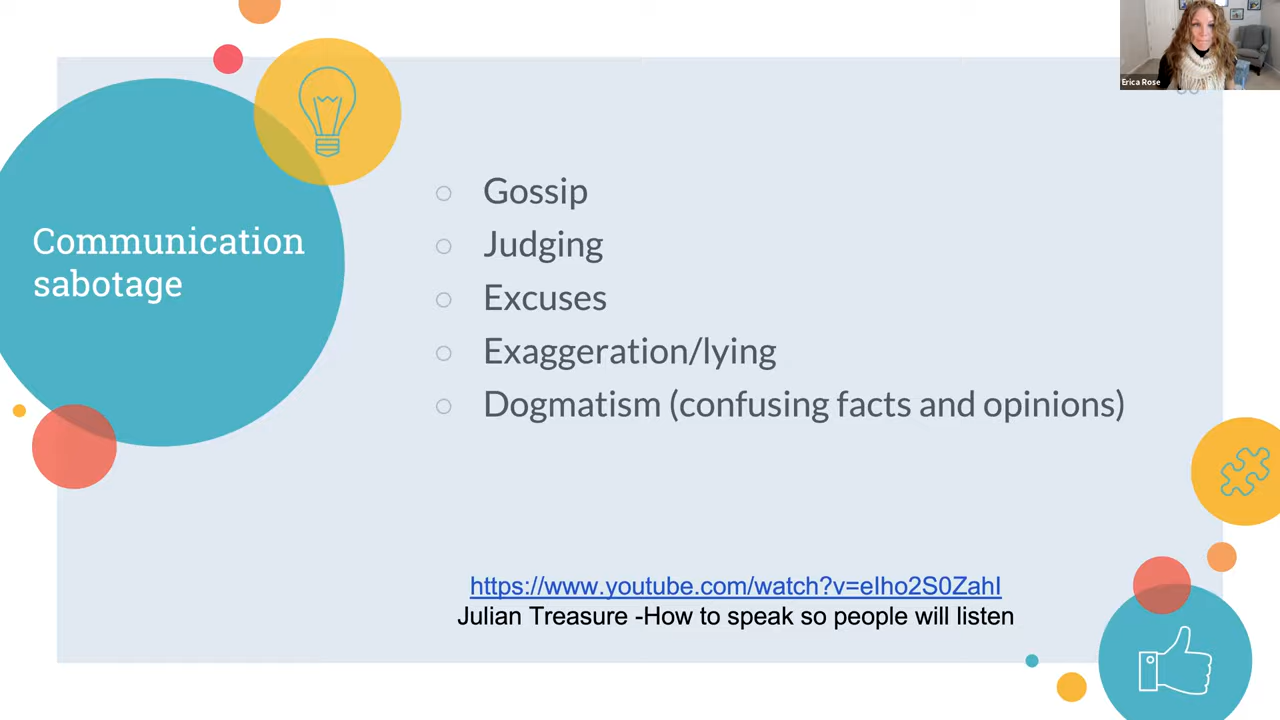 Erica Rose
Communication
sabotage
Gossip
Judging
Excuses
Exaggeration/lying
Dogmatism (confusing facts and opinions)
https://www.youtube.com/watch?v=eIho2S0ZahI
Julian Treasure -How to speak so people will listen